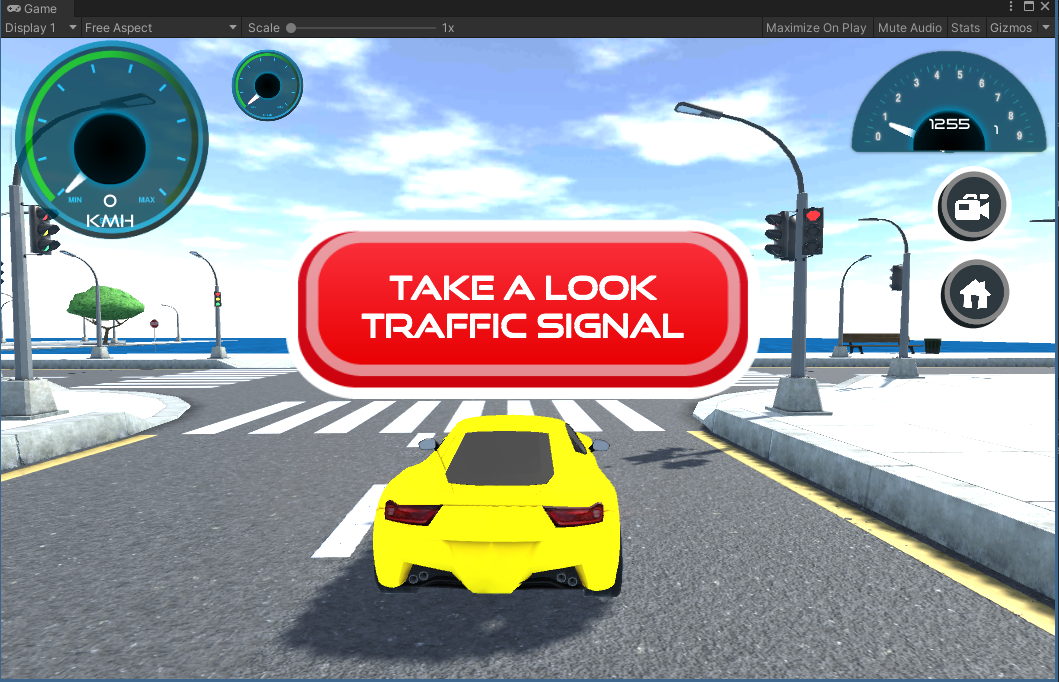 Game
Display 1 Free Aspect Scale 1x Maximize On Play Mute Audio Stats Gizmos
0 1 2 3 4 5 6 7 8 9
1255 1
MIN 0 MAX
KMH
TAKE A LOOK
TRAFFIC SIGNAL